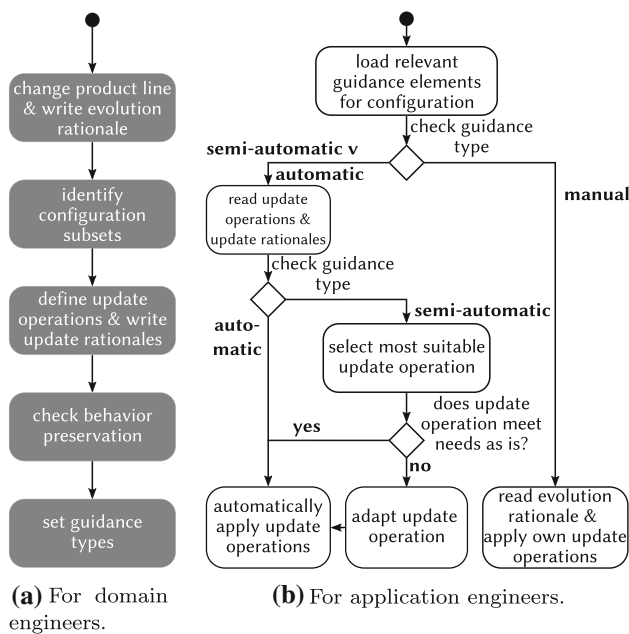 change product line
& write evolution
rationale
identify
configuration
subsets
define update
operations & write
update rationales
check behavior
preservation
set guidance
types
(a) For domain
engineers.
load relevant
guidance elements
for configuration
check guidance
type
semi-automatic v
automatic
manual
read update
operations &
update rationales
check guidance
type
auto-
matic
semi-automatic
select most suitable
update operation
does update
operation meet
needs as is?
yes
no
automatically
apply update
operations
adapt update
operation
read evolution
rationale &
apply own update
operations
(b) For application engineers.